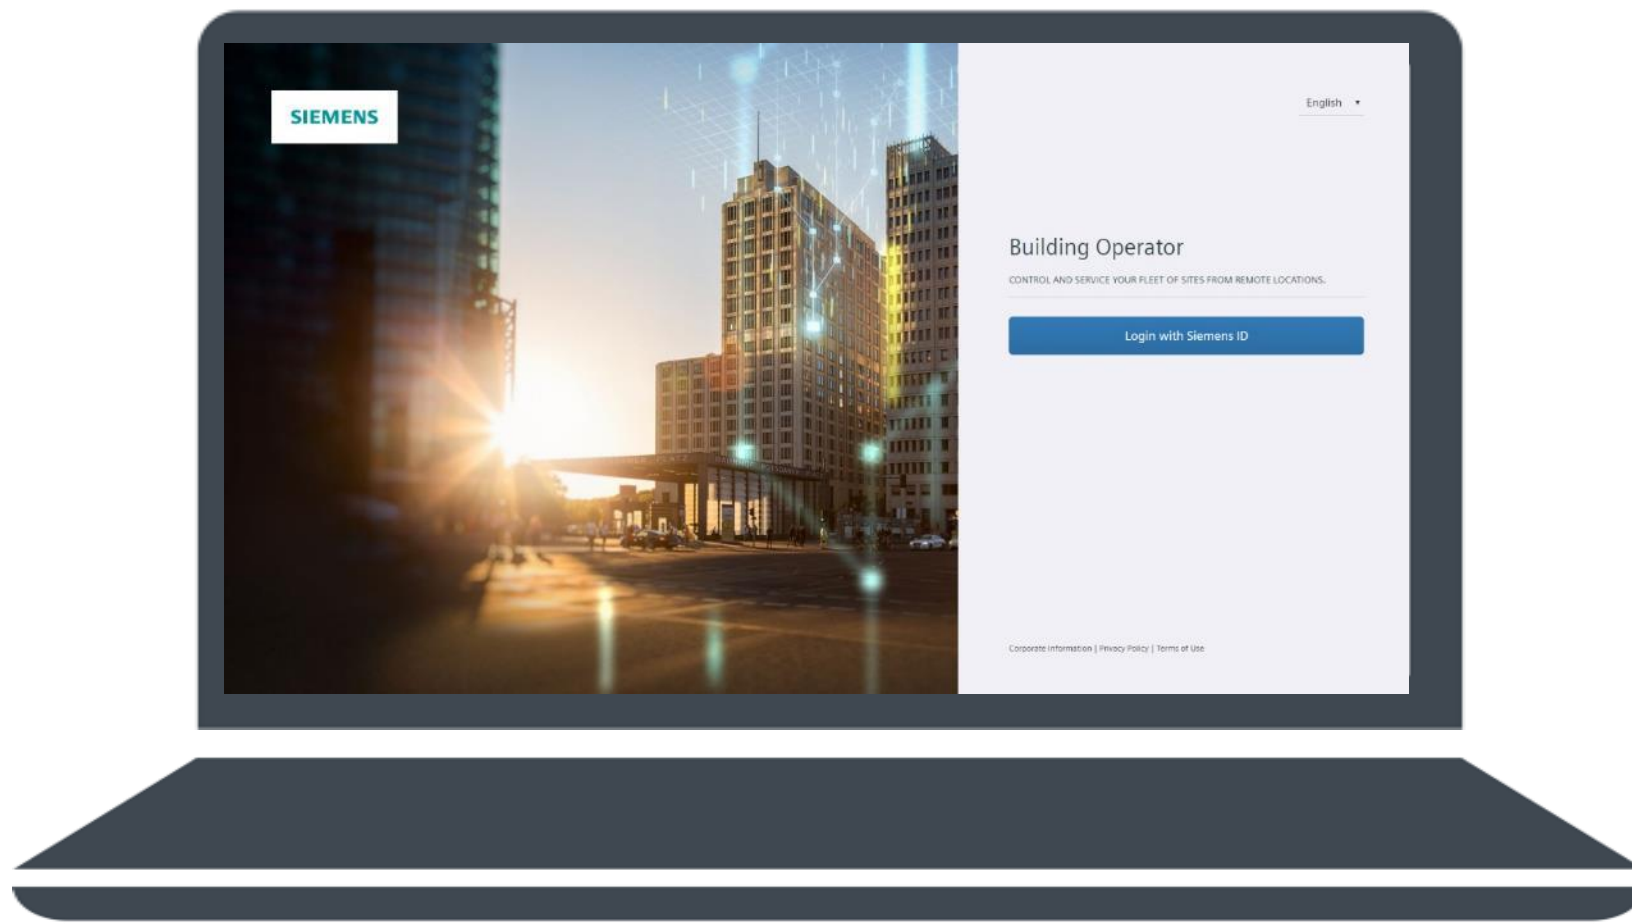 SIEMENS
English
Building Operator
CONTROL AND SERVICE YOUR FLEET OF SITES FROM REMOTE LOCATIONS.
Login with Siemens ID
Corporate Information | Privacy Policy | Terms of Use